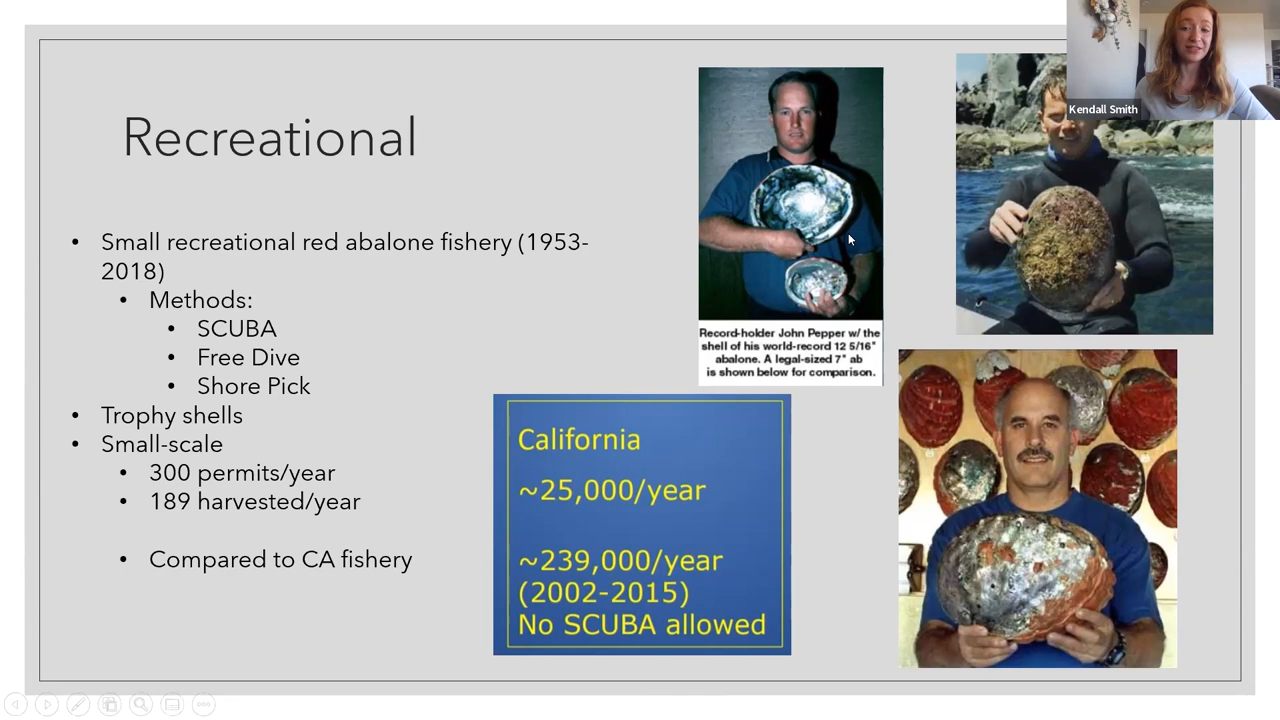 Kendall Smith
Recreational
• Small recreational red abalone fishery (1953-
2018)
• Methods:
• SCUBA
• Free Dive
• Shore Pick
• Trophy shells
• Small-scale
• 300 permits/year
• 189 harvested/year
• Compared to CA fishery
Record-holder John Pepper w/ the
shell of his world-record 12 5/16"
abalone. A legal-sized 7" ab
is shown below for comparison.
California
~25,000/year
~239,000/year
(2002-2015)
No SCUBA allowed